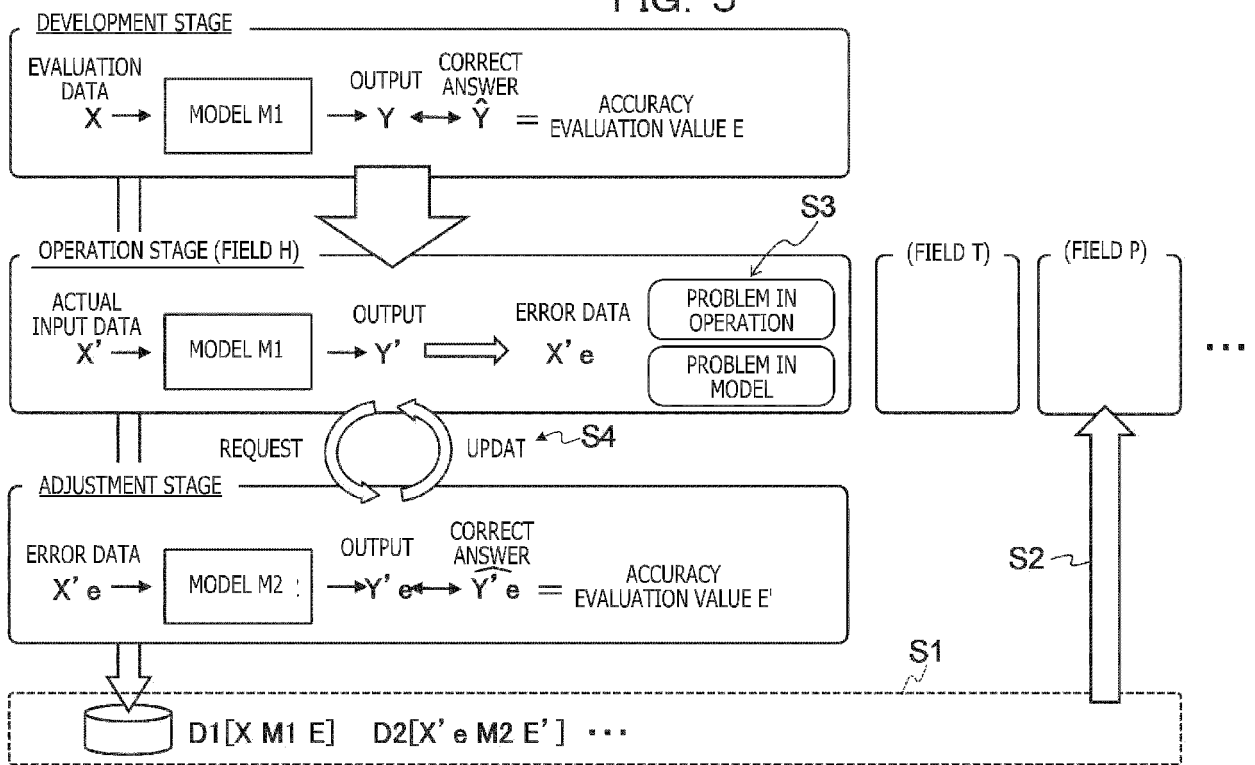 DEVELOPMENT STAGE
EVALUATION
DATA
X
MODEL M1
OUTPUT
Y
CORRECT
ANSWER
Ŷ
=
ACCURACY
EVALUATION VALUE E
OPERATION STAGE (FIELD H)
ACTUAL
INPUT DATA
X'
MODEL M1
OUTPUT
Y'
ERROR DATA
X' e
S3
PROBLEM IN
OPERATION
PROBLEM IN
MODEL
(FIELD T)
(FIELD P)
...
REQUEST
UPDAT
S4
ADJUSTMENT STAGE
ERROR DATA
X' e
MODEL M2
OUTPUT
Y' e
CORRECT
ANSWER
Y' e
=
ACCURACY
EVALUATION VALUE E'
S2
S1
D1[X M1 E] D2[X' e M2 E'] ...